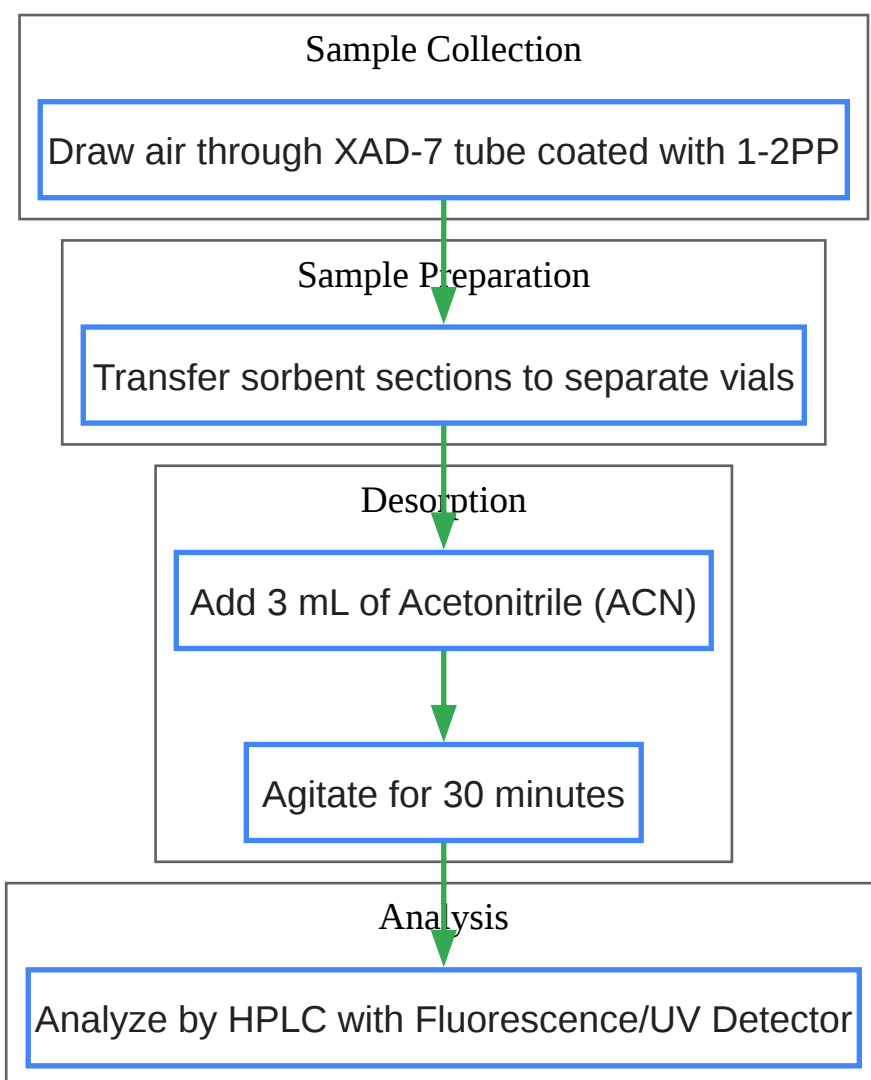 Sample Collection
Draw air through XAD-7 tube coated with 1-2PP
Sample Preparation
Transfer sorbent sections to separate vials
Desorption
Add 3 mL of Acetonitrile (ACN)
Agitate for 30 minutes
Analysis
Analyze by HPLC with Fluorescence/UV Detector